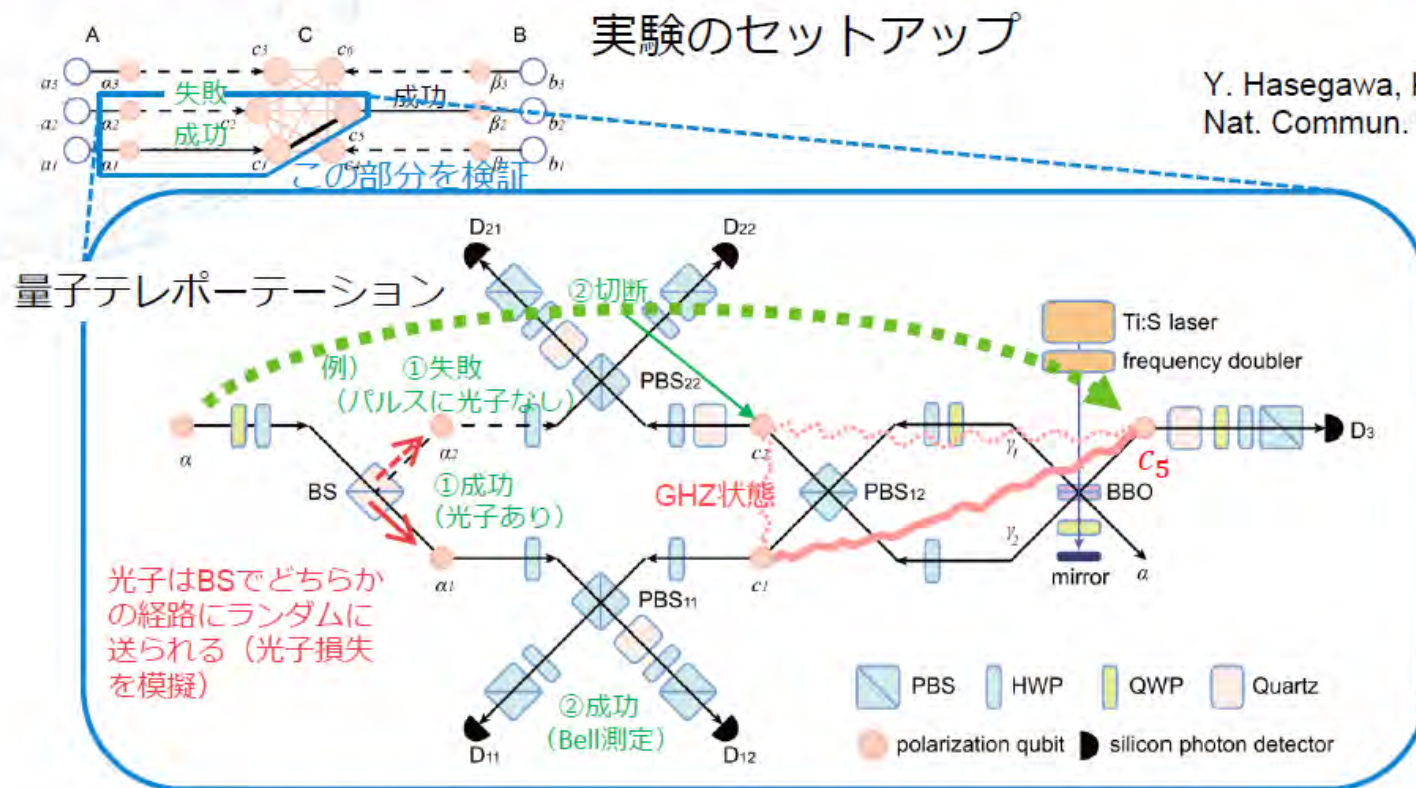 実験のセットアップ
Y. Hasegawa,
Nat. Commun.
A
C
B
c3
c6
a3
α3
β3
b3
失敗
成功
a2
α2
c2
c5
β2
b2
成功
a1
α1
c1
この部分を検証
量子テレポーテーション
D21
D22
②切断
Ti:S laser
frequency doubler
例) ①失敗
(パルスに光子なし)
PBS22
α
α2
c2
γ1
c5
D3
BS
①成功
(光子あり)
GHZ状態
PBS12
BBO
γ2
mirror
α
α1
c1
光子はBSでどちらか
の経路にランダムに
送られる(光子損失
を模擬)
PBS11
②成功
(Bell測定)
D11
D12
PBS
HWP
QWP
Quartz
polarization qubit
silicon photon detector